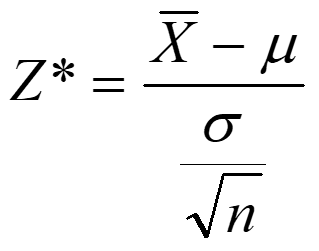 Z* = (X̄ − μ) / (σ / √n)